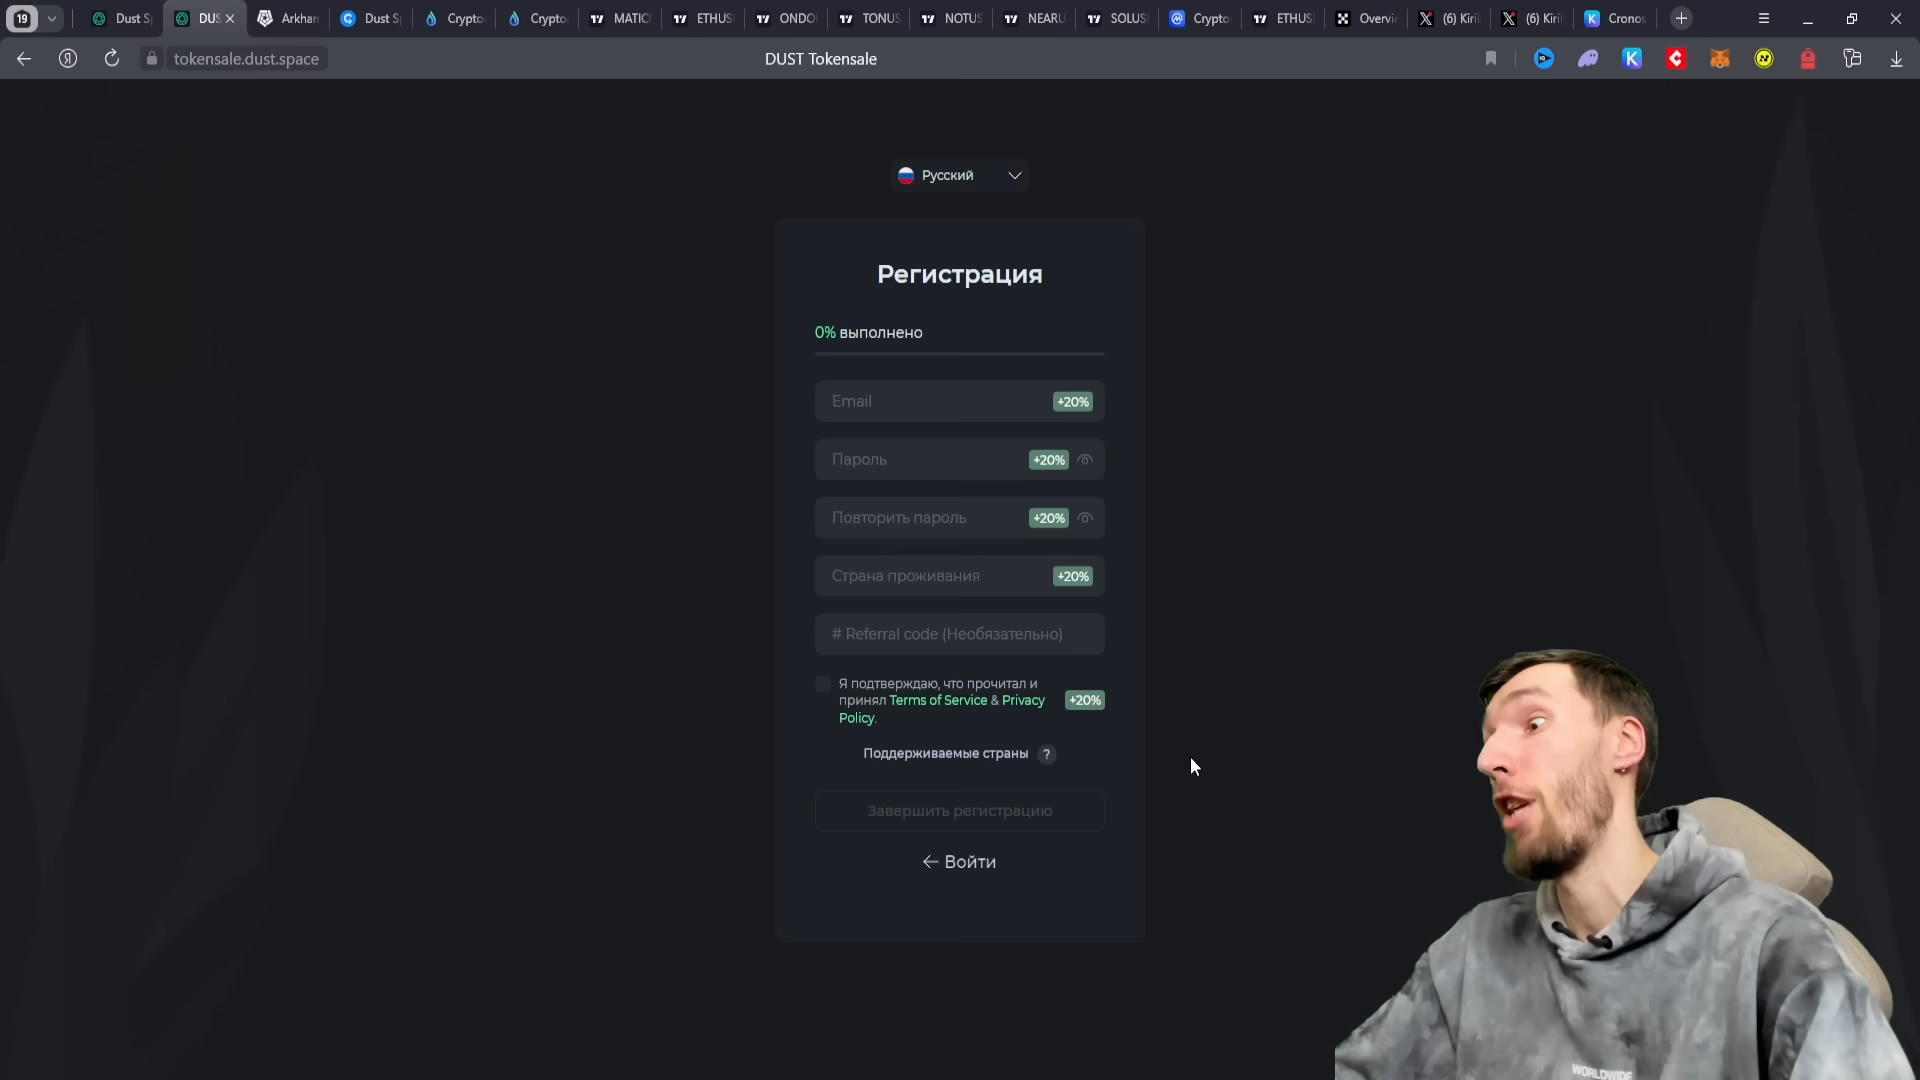 19
Dust S
DUS
Arkhan
Dust S
Crypto
Crypto
MATIC
ETHUS
ONDO
TONUS
NOTUS
NEARU
SOLUS
Crypto
ETHUS
Overvi
(6) Kiril
(6) Kiril
Cronos
tokensale.dust.space
DUST Tokensale
Русский
Регистрация
0% выполнено
Email +20%
Пароль +20%
Повторить пароль +20%
Страна проживания +20%
# Referral code (Необязательно)
Я подтверждаю, что прочитал и
принял Terms of Service & Privacy
Policy.
+20%
Поддерживаемые страны ?
Завершить регистрацию
← Войти
WORLDWIDE